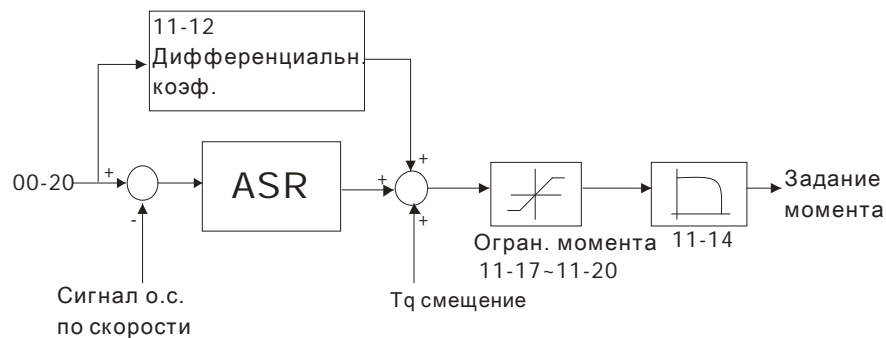 11-12
Дифференциальн.
коэф.
00-20
+
-
ASR
+
+
+
Огран. момента
11-17~11-20
11-14
Задание
момента
Сигнал о.с.
по скорости
Tq смещение